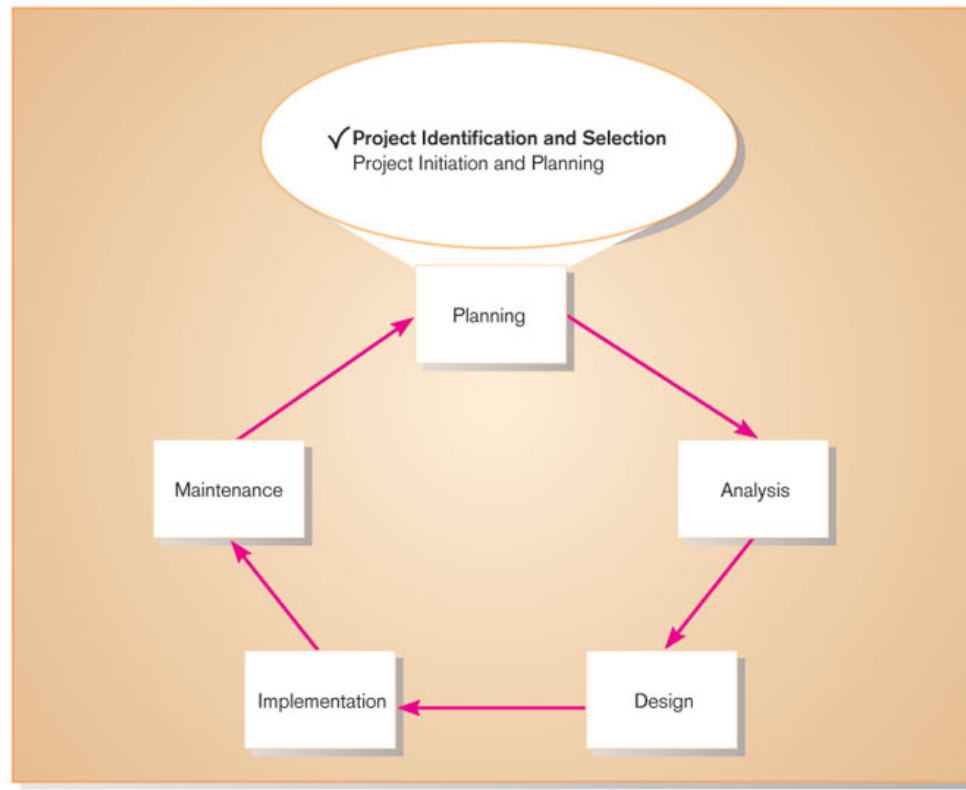 ✓Project Identification and Selection
Project Initiation and Planning
Planning
Maintenance
Analysis
Implementation
Design